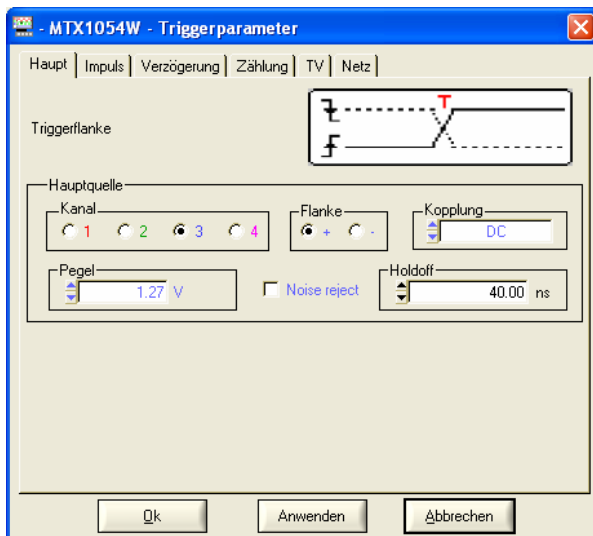 - MTX1054W - Triggerparameter
Haupt Impuls Verzögerung Zählung TV Netz
Triggerflanke
T
Hauptquelle
Kanal
1 2 3 4
Flanke
+ -
Kopplung
DC
Pegel
1.27 V
Noise reject
Holdoff
40.00 ns
Ok Anwenden Abbrechen